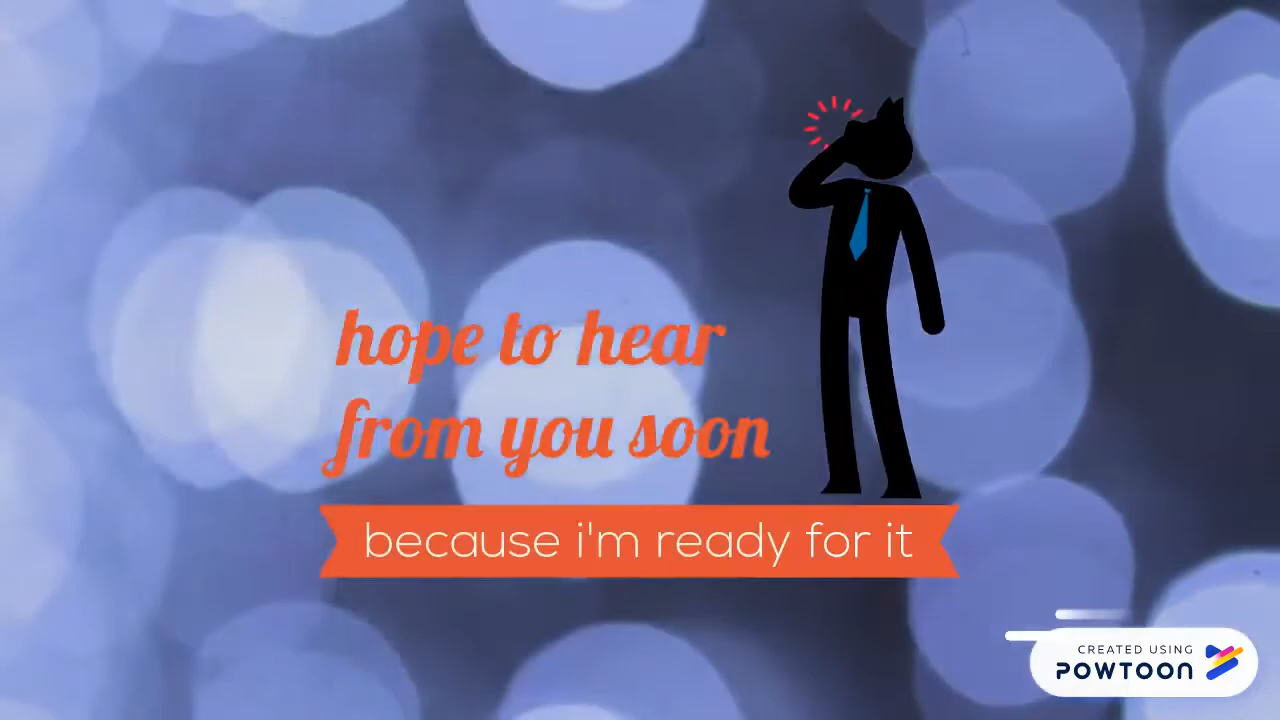 hope to hear
from you soon
because i'm ready for it
CREATED USING
POWTOON